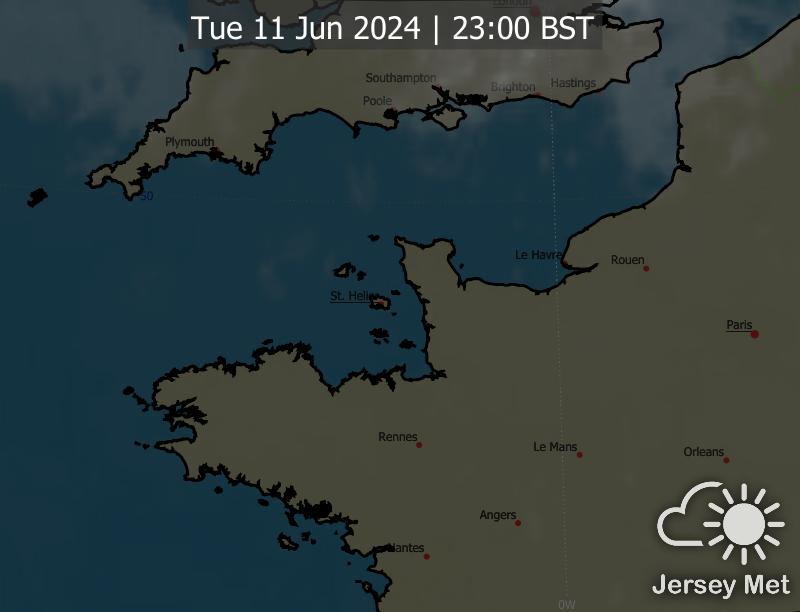 London
Tue 11 Jun 2024 | 23:00 BST
Southampton
Brighton
Hastings
Poole
Plymouth
50
Le Havre
Rouen
St. Helier
Paris
Rennes
Le Mans
Orleans
Angers
Nantes
Jersey Met
0W